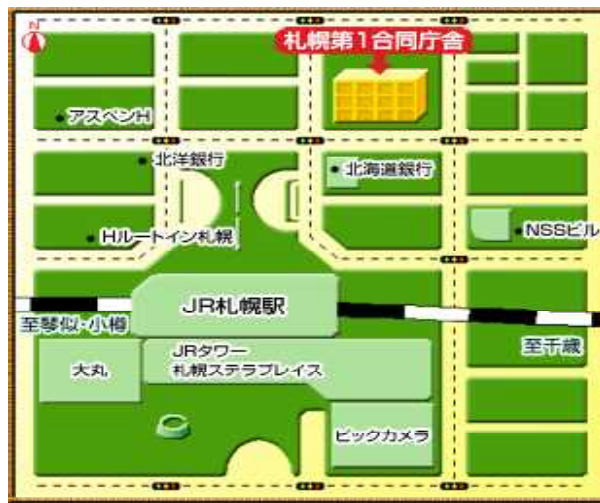 N
札幌第1合同庁舎
アスペンH
北洋銀行
北海道銀行
Hルートイン札幌
NSSビル
JR札幌駅
至琴似・小樽
至千歳
JRタワー
札幌ステラプレイス
大丸
ビックカメラ